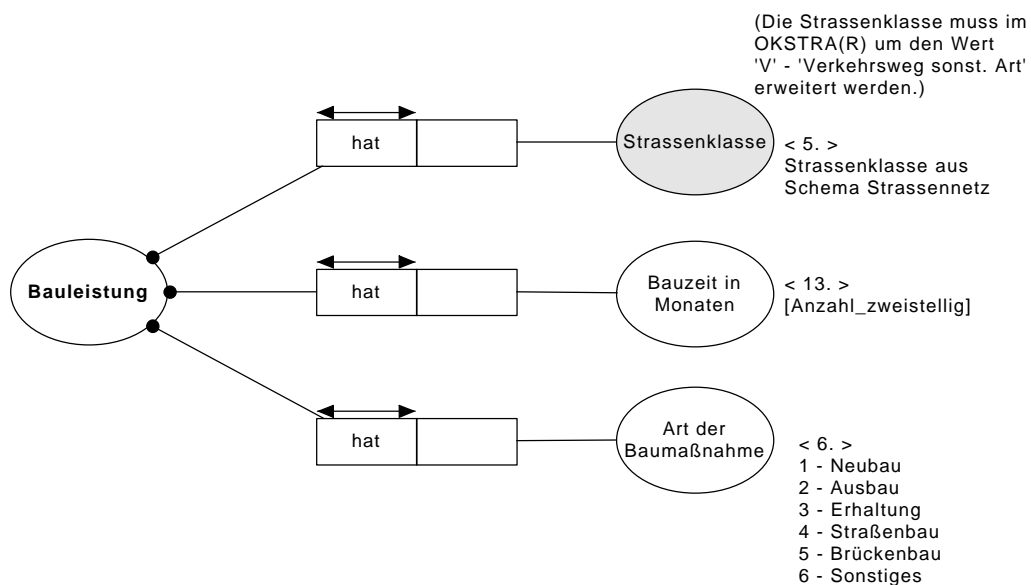 (Die Strassenklasse muss im
OKSTRA(R) um den Wert
'V' - 'Verkehrsweg sonst. Art'
erweitert werden.)
hat
Strassenklasse
< 5. >
Strassenklasse aus
Schema Strassennetz
Bauleistung
hat
Bauzeit in
Monaten
< 13. >
[Anzahl_zweistellig]
hat
Art der
Baumaßnahme
< 6. >
1 - Neubau
2 - Ausbau
3 - Erhaltung
4 - Straßenbau
5 - Brückenbau
6 - Sonstiges